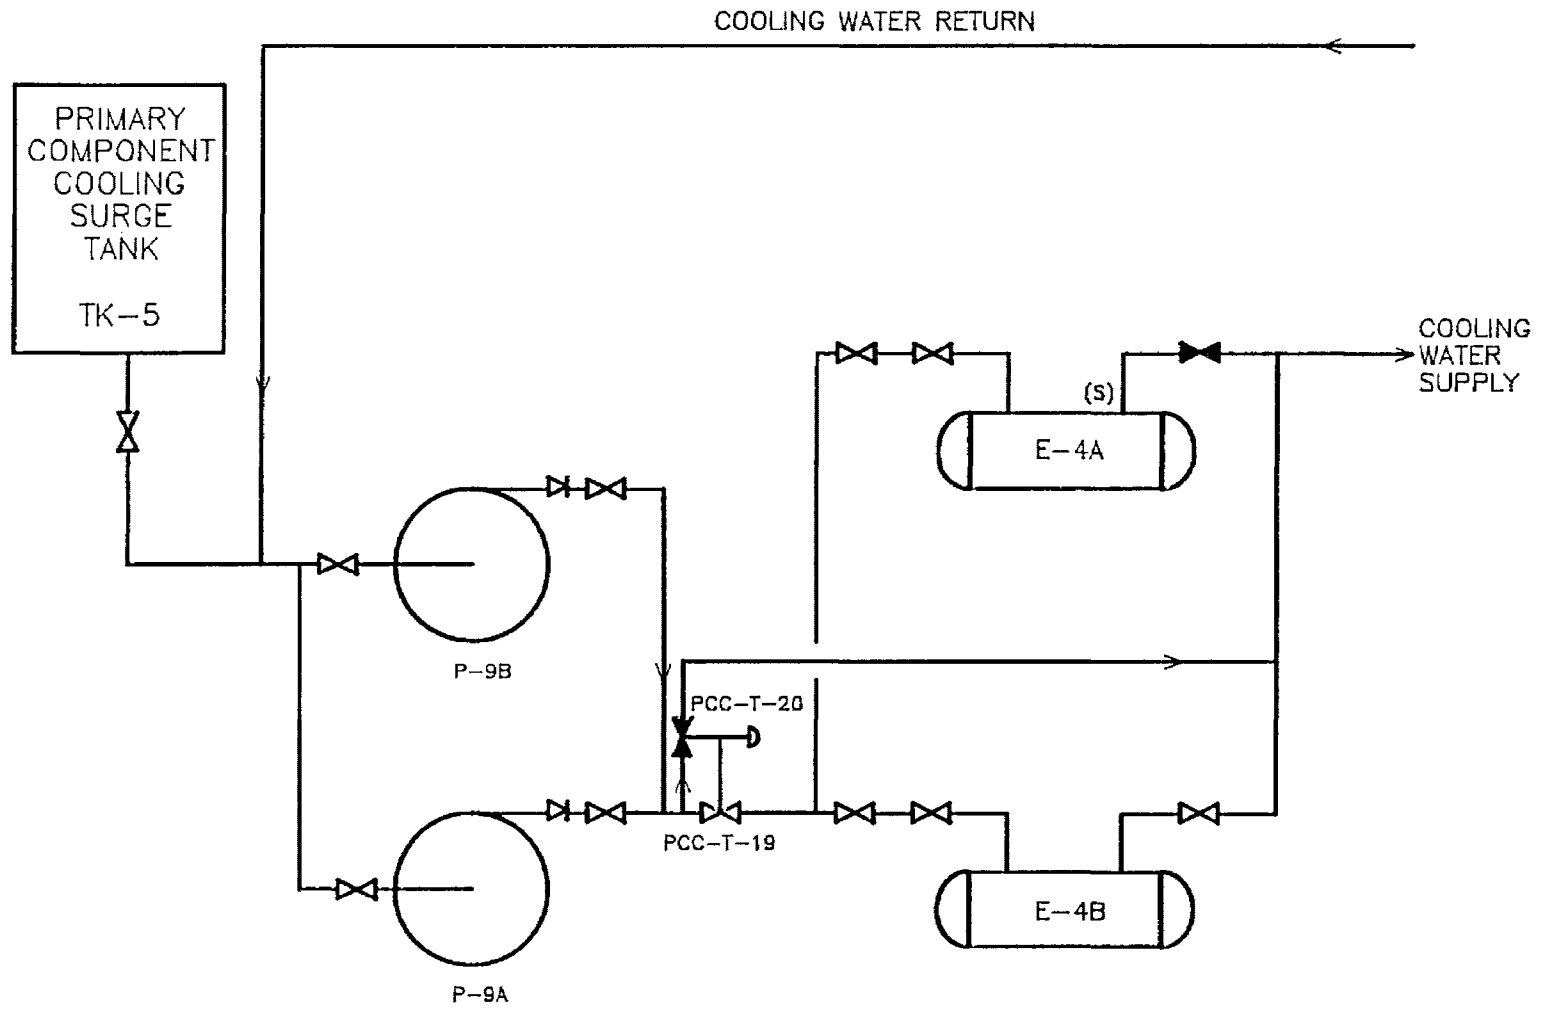 COOLING WATER RETURN
PRIMARY
COMPONENT
COOLING
SURGE
TANK
TK-5
COOLING
WATER
SUPPLY
(S)
E-4A
P-9B
PCC-T-20
PCC-T-19
E-4B
P-9A